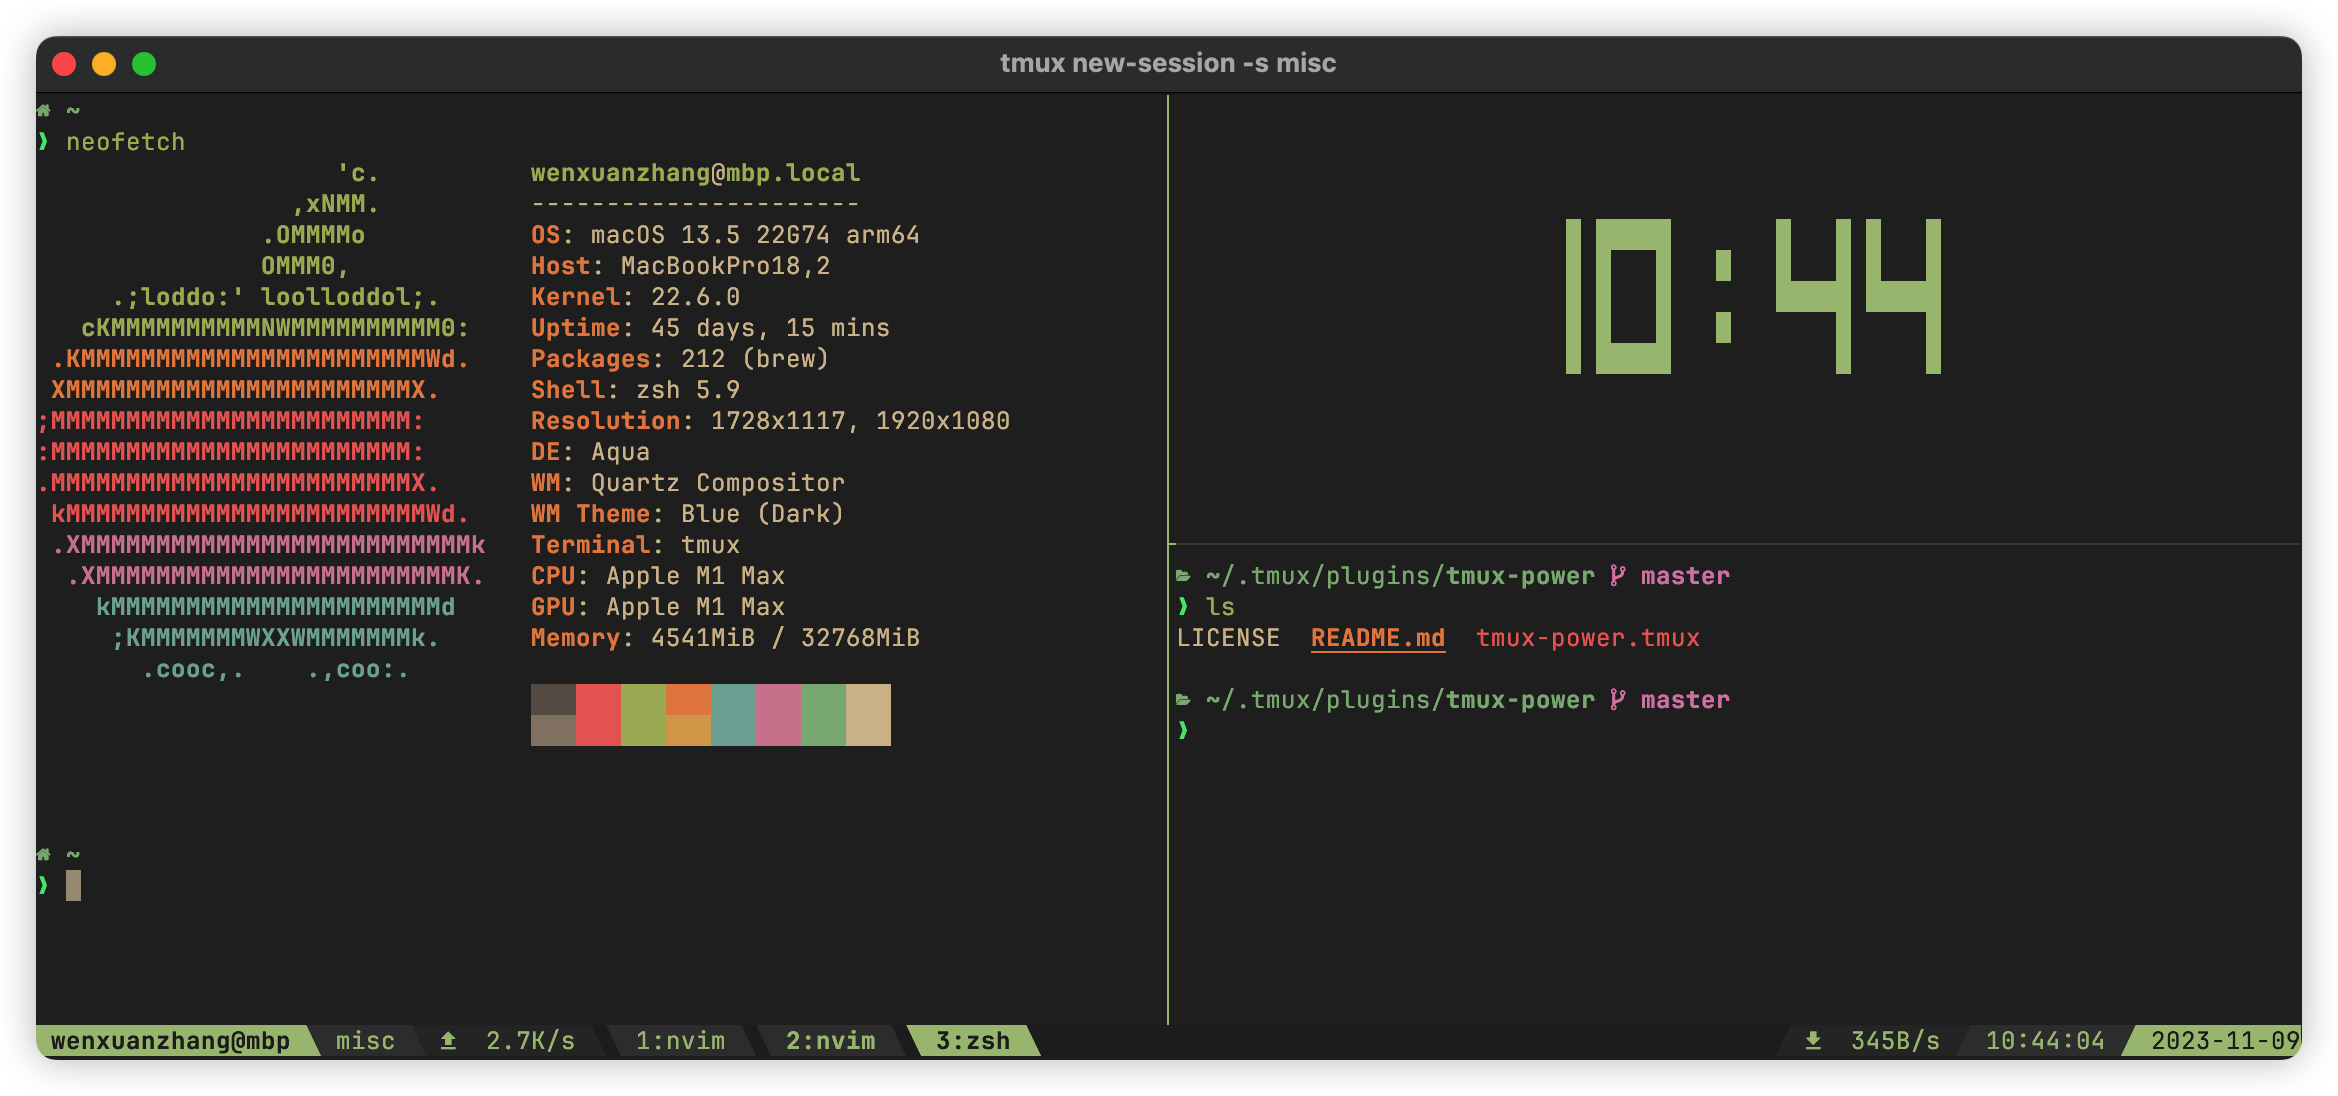 tmux new-session -s misc
~
❯ neofetch
'c.
,xNMM.
.OMMMMo
OMMM0,
.;loddo:' loolloddol;.
cKMMMMMMMMMMNWMMMMMMMMMM0:
.KMMMMMMMMMMMMMMMMMMMMMMMWd.
XMMMMMMMMMMMMMMMMMMMMMMMX.
;MMMMMMMMMMMMMMMMMMMMMMMM:
:MMMMMMMMMMMMMMMMMMMMMMMM:
.MMMMMMMMMMMMMMMMMMMMMMMMX.
kMMMMMMMMMMMMMMMMMMMMMMMMWd.
.XMMMMMMMMMMMMMMMMMMMMMMMMMMk
.XMMMMMMMMMMMMMMMMMMMMMMMMK.
kMMMMMMMMMMMMMMMMMMMMMMd
;KMMMMMMMWXXWMMMMMMMk.
.cooc,.    .,coo:.
wenxuanzhang@mbp.local
----------------------
OS: macOS 13.5 22G74 arm64
Host: MacBookPro18,2
Kernel: 22.6.0
Uptime: 45 days, 15 mins
Packages: 212 (brew)
Shell: zsh 5.9
Resolution: 1728x1117, 1920x1080
DE: Aqua
WM: Quartz Compositor
WM Theme: Blue (Dark)
Terminal: tmux
CPU: Apple M1 Max
GPU: Apple M1 Max
Memory: 4541MiB / 32768MiB
~
❯
10:44
~/.tmux/plugins/tmux-power master
❯ ls
LICENSE  README.md  tmux-power.tmux
~/.tmux/plugins/tmux-power master
❯
wenxuanzhang@mbp misc 2.7K/s 1:nvim 2:nvim 3:zsh 345B/s 10:44:04 2023-11-09